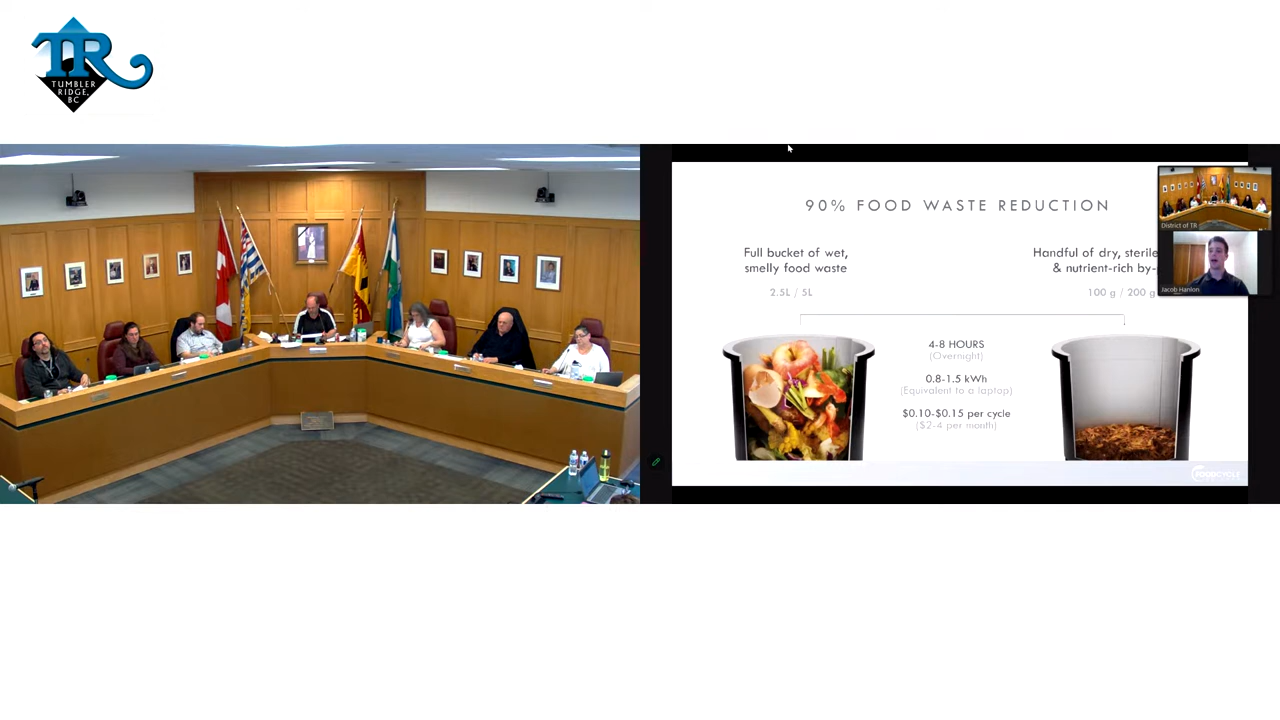 TR
TUMBLER
RIDGE,
BC
90% FOOD WASTE REDUCTION
Full bucket of wet,
smelly food waste
2.5L / 5L
Handful of dry, sterile
& nutrient-rich by-
100 g / 200 g
4-8 HOURS
(Overnight)
0.8-1.5 kWh
(Equivalent to a laptop)
$0.10-$0.15 per cycle
($2-4 per month)
District of TR
Jacob Hanlon
FOODCYCLE